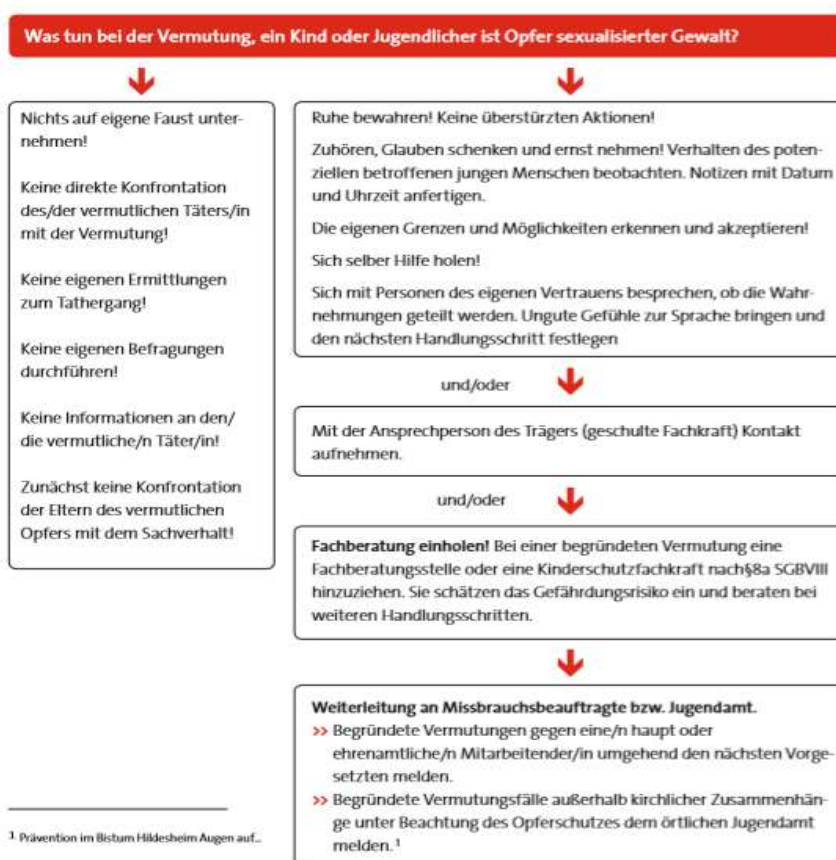 Was tun bei der Vermutung, ein Kind oder Jugendlicher ist Opfer sexualisierter Gewalt?
Nichts auf eigene Faust unter-
nehmen!
Keine direkte Konfrontation
des/der vermutlichen Täters/in
mit der Vermutung!
Keine eigenen Ermittlungen
zum Tathergang!
Keine eigenen Befragungen
durchführen!
Keine Informationen an den/
die vermutliche/n Täter/in!
Zunächst keine Konfrontation
der Eltern des vermutlichen
Opfers mit dem Sachverhalt!
Ruhe bewahren! Keine überstürzten Aktionen!
Zuhören, Glauben schenken und ernst nehmen! Verhalten des poten-
ziellen betroffenen jungen Menschen beobachten. Notizen mit Datum
und Uhrzeit anfertigen.
Die eigenen Grenzen und Möglichkeiten erkennen und akzeptieren!
Sich selber Hilfe holen!
Sich mit Personen des eigenen Vertrauens besprechen, ob die Wahr-
nehmungen geteilt werden. Ungute Gefühle zur Sprache bringen und
den nächsten Handlungsschritt festlegen
und/oder
Mit der Ansprechperson des Trägers (geschulte Fachkraft) Kontakt
aufnehmen.
und/oder
Fachberatung einholen! Bei einer begründeten Vermutung eine
Fachberatungsstelle oder eine Kinderschutzfachkraft nach§8a SGBVIII
hinzuziehen. Sie schätzen das Gefährdungsrisiko ein und beraten bei
weiteren Handlungsschritten.
Weiterleitung an Missbrauchsbeauftragte bzw. Jugendamt.
>> Begründete Vermutungen gegen eine/n haupt oder
ehrenamtliche/n Mitarbeitender/in umgehend den nächsten Vorge-
setzten melden.
>> Begründete Vermutungsfälle außerhalb kirchlicher Zusammenhän-
ge unter Beachtung des Opferschutzes dem örtlichen Jugendamt
melden.¹
¹ Prävention im Bistum Hildesheim Augen auf...